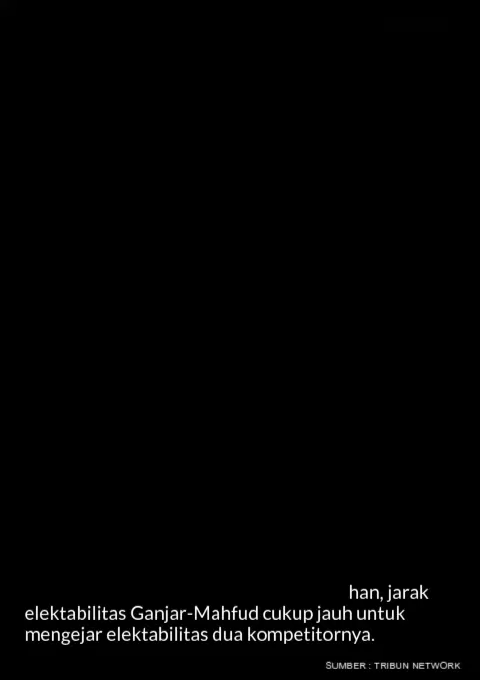 han, jarak
elektabilitas Ganjar-Mahfud cukup jauh untuk
mengejar elektabilitas dua kompetitornya.
SUMBER : TRIBUN NETWORK